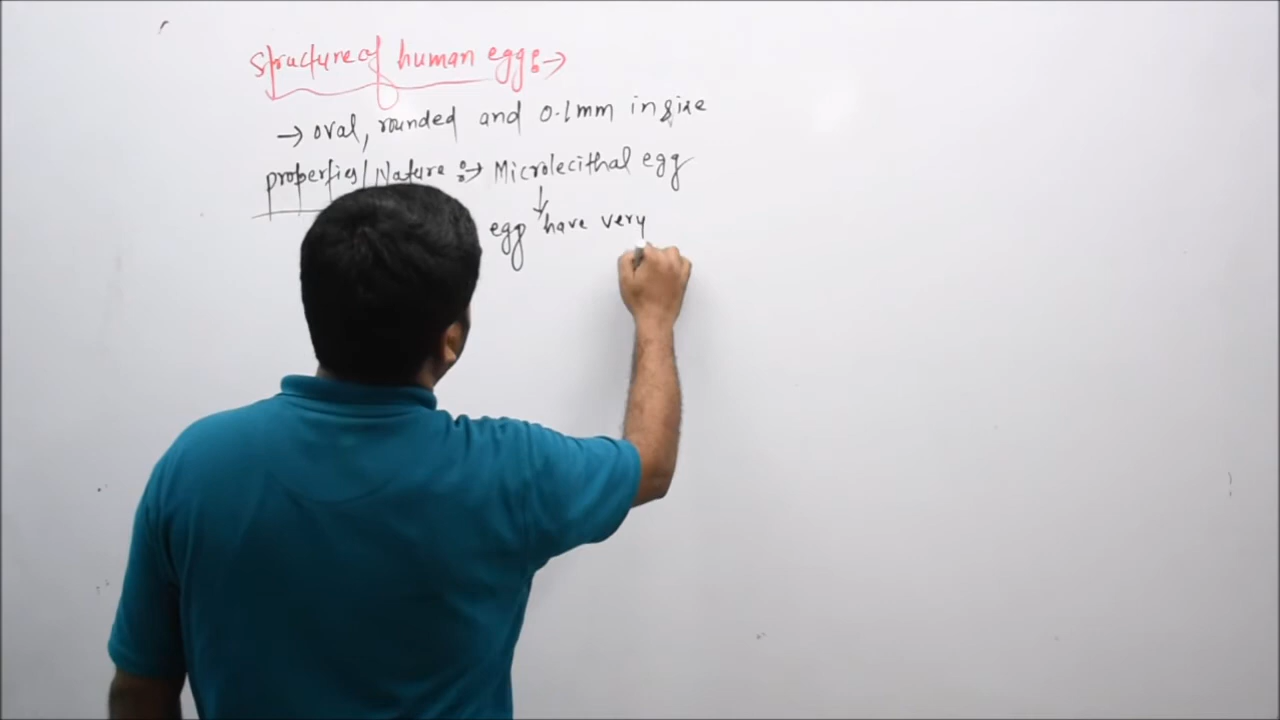 Structure of human egg:→
→ oval, rounded and 0.1mm in size
properties/Nature :→ Microlecithal egg
↓
egg have very